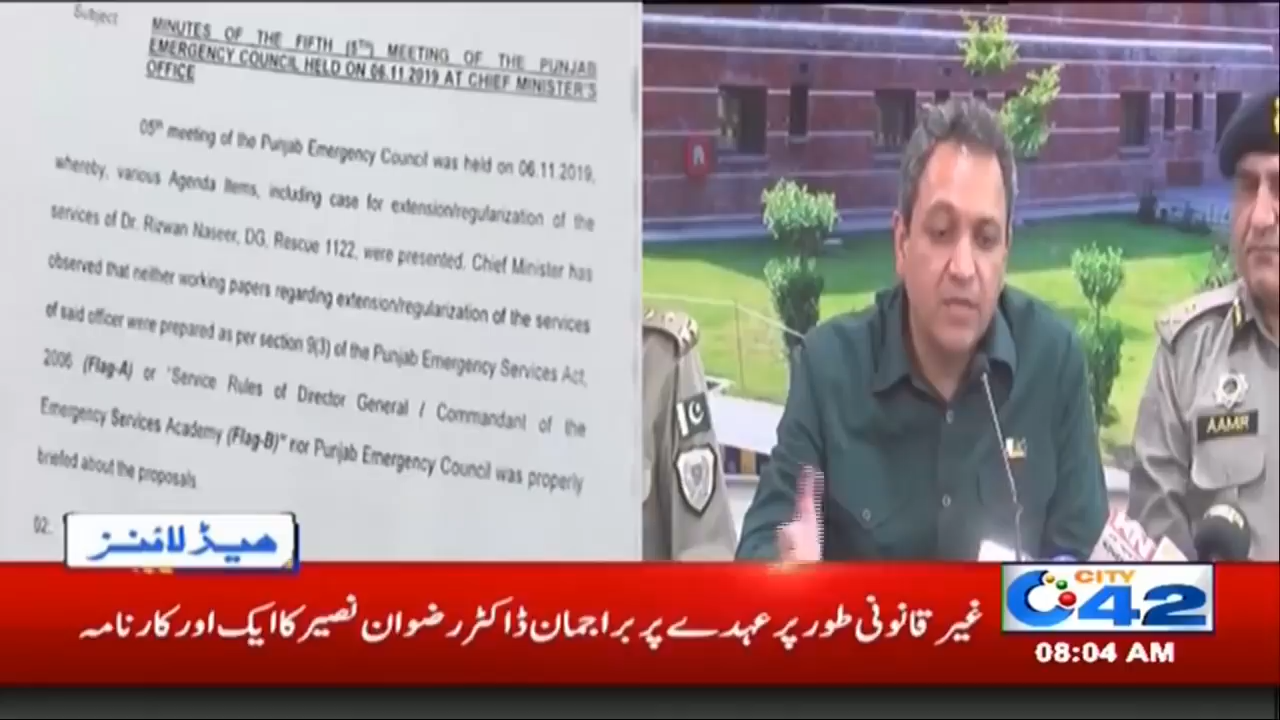 Subject
MINUTES OF THE FIFTH (5TH) MEETING OF THE PUNJAB
EMERGENCY COUNCIL HELD ON 06.11.2019 AT CHIEF MINISTER'S
OFFICE
05th meeting of the Punjab Emergency Council was held on 06.11.2019,
whereby, various Agenda Items, including case for extension/regularization of the
services of Dr. Rizwan Naseer, DG, Rescue 1122, were presented. Chief Minister has
observed that neither working papers regarding extension/regularization of the services
of said officer were prepared as per section 9(3) of the Punjab Emergency Services Act,
2006 (Flag-A) or "Service Rules of Director General / Commandant of the
Emergency Services Academy (Flag-B)" nor Punjab Emergency Council was properly
briefed about the proposals
02.
AAMIR
ہیڈ لائنز
غیر قانونی طور پر عہدے پر براجمان ڈاکٹر رضوان نصیر کا ایک اور کارنامہ
CITY
42
08:04 AM